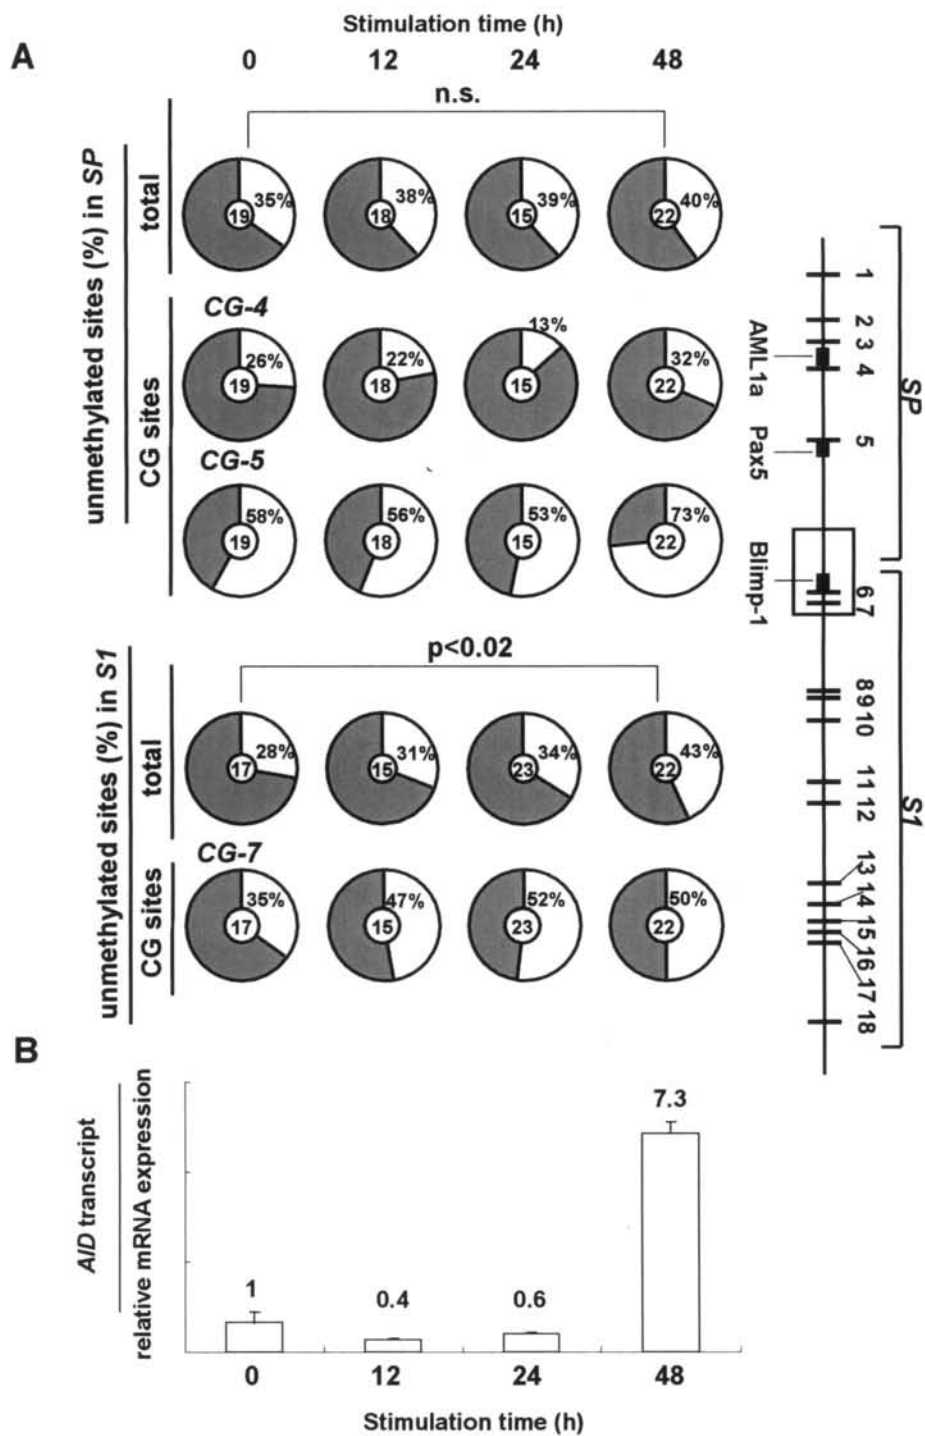 Stimulation time (h)
A
0 12 24 48
n.s.
unmethylated sites (%) in SP
total
35% 38% 39% 40%
19 18 15 22
CG sites
CG-4
26% 22% 13% 32%
19 18 15 22
CG-5
58% 56% 53% 73%
19 18 15 22
unmethylated sites (%) in S1
p<0.02
total
28% 31% 34% 43%
17 15 23 22
CG sites
CG-7
35% 47% 52% 50%
17 15 23 22
AML1a
Pax5
Blimp-1
1
2
3
4
5
6
7
8
9
10
11
12
13
14
15
16
17
18
SP
S1
B
AID transcript
relative mRNA expression
1 0.4 0.6 7.3
0 12 24 48
Stimulation time (h)